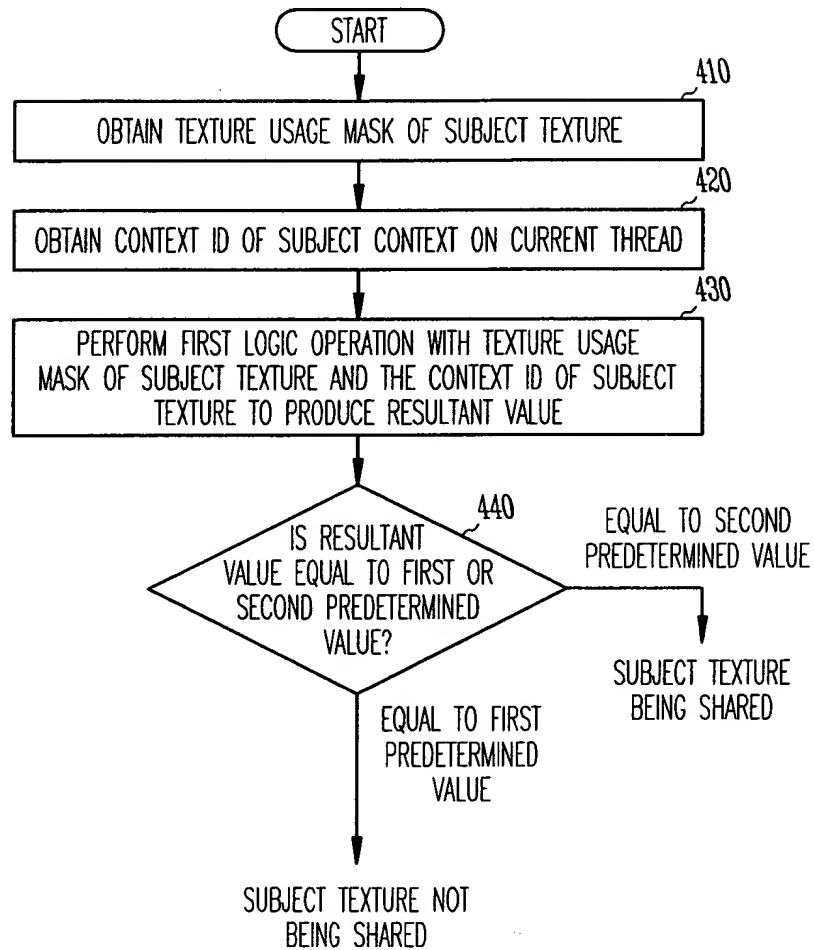 START
410
OBTAIN TEXTURE USAGE MASK OF SUBJECT TEXTURE
420
OBTAIN CONTEXT ID OF SUBJECT CONTEXT ON CURRENT THREAD
430
PERFORM FIRST LOGIC OPERATION WITH TEXTURE USAGE
MASK OF SUBJECT TEXTURE AND THE CONTEXT ID OF SUBJECT
TEXTURE TO PRODUCE RESULTANT VALUE
440
IS RESULTANT
VALUE EQUAL TO FIRST OR
SECOND PREDETERMINED
VALUE?
EQUAL TO SECOND
PREDETERMINED VALUE
SUBJECT TEXTURE
BEING SHARED
EQUAL TO FIRST
PREDETERMINED
VALUE
SUBJECT TEXTURE NOT
BEING SHARED